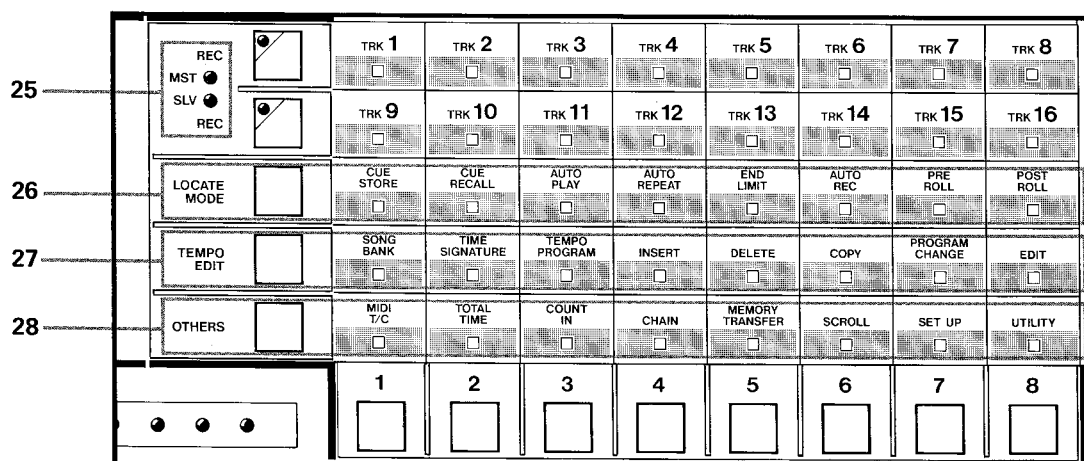 REC
MST
SLV
REC
25
TRK 1 TRK 2 TRK 3 TRK 4 TRK 5 TRK 6 TRK 7 TRK 8
TRK 9 TRK 10 TRK 11 TRK 12 TRK 13 TRK 14 TRK 15 TRK 16
26
LOCATE
MODE
CUE
STORE
CUE
RECALL
AUTO
PLAY
AUTO
REPEAT
END
LIMIT
AUTO
REC
PRE
ROLL
POST
ROLL
27
TEMPO
EDIT
SONG
BANK
TIME
SIGNATURE
TEMPO
PROGRAM
INSERT
DELETE
COPY
PROGRAM
CHANGE
EDIT
28
OTHERS
MIDI
T/C
TOTAL
TIME
COUNT
IN
CHAIN
MEMORY
TRANSFER
SCROLL
SET UP
UTILITY
1 2 3 4 5 6 7 8